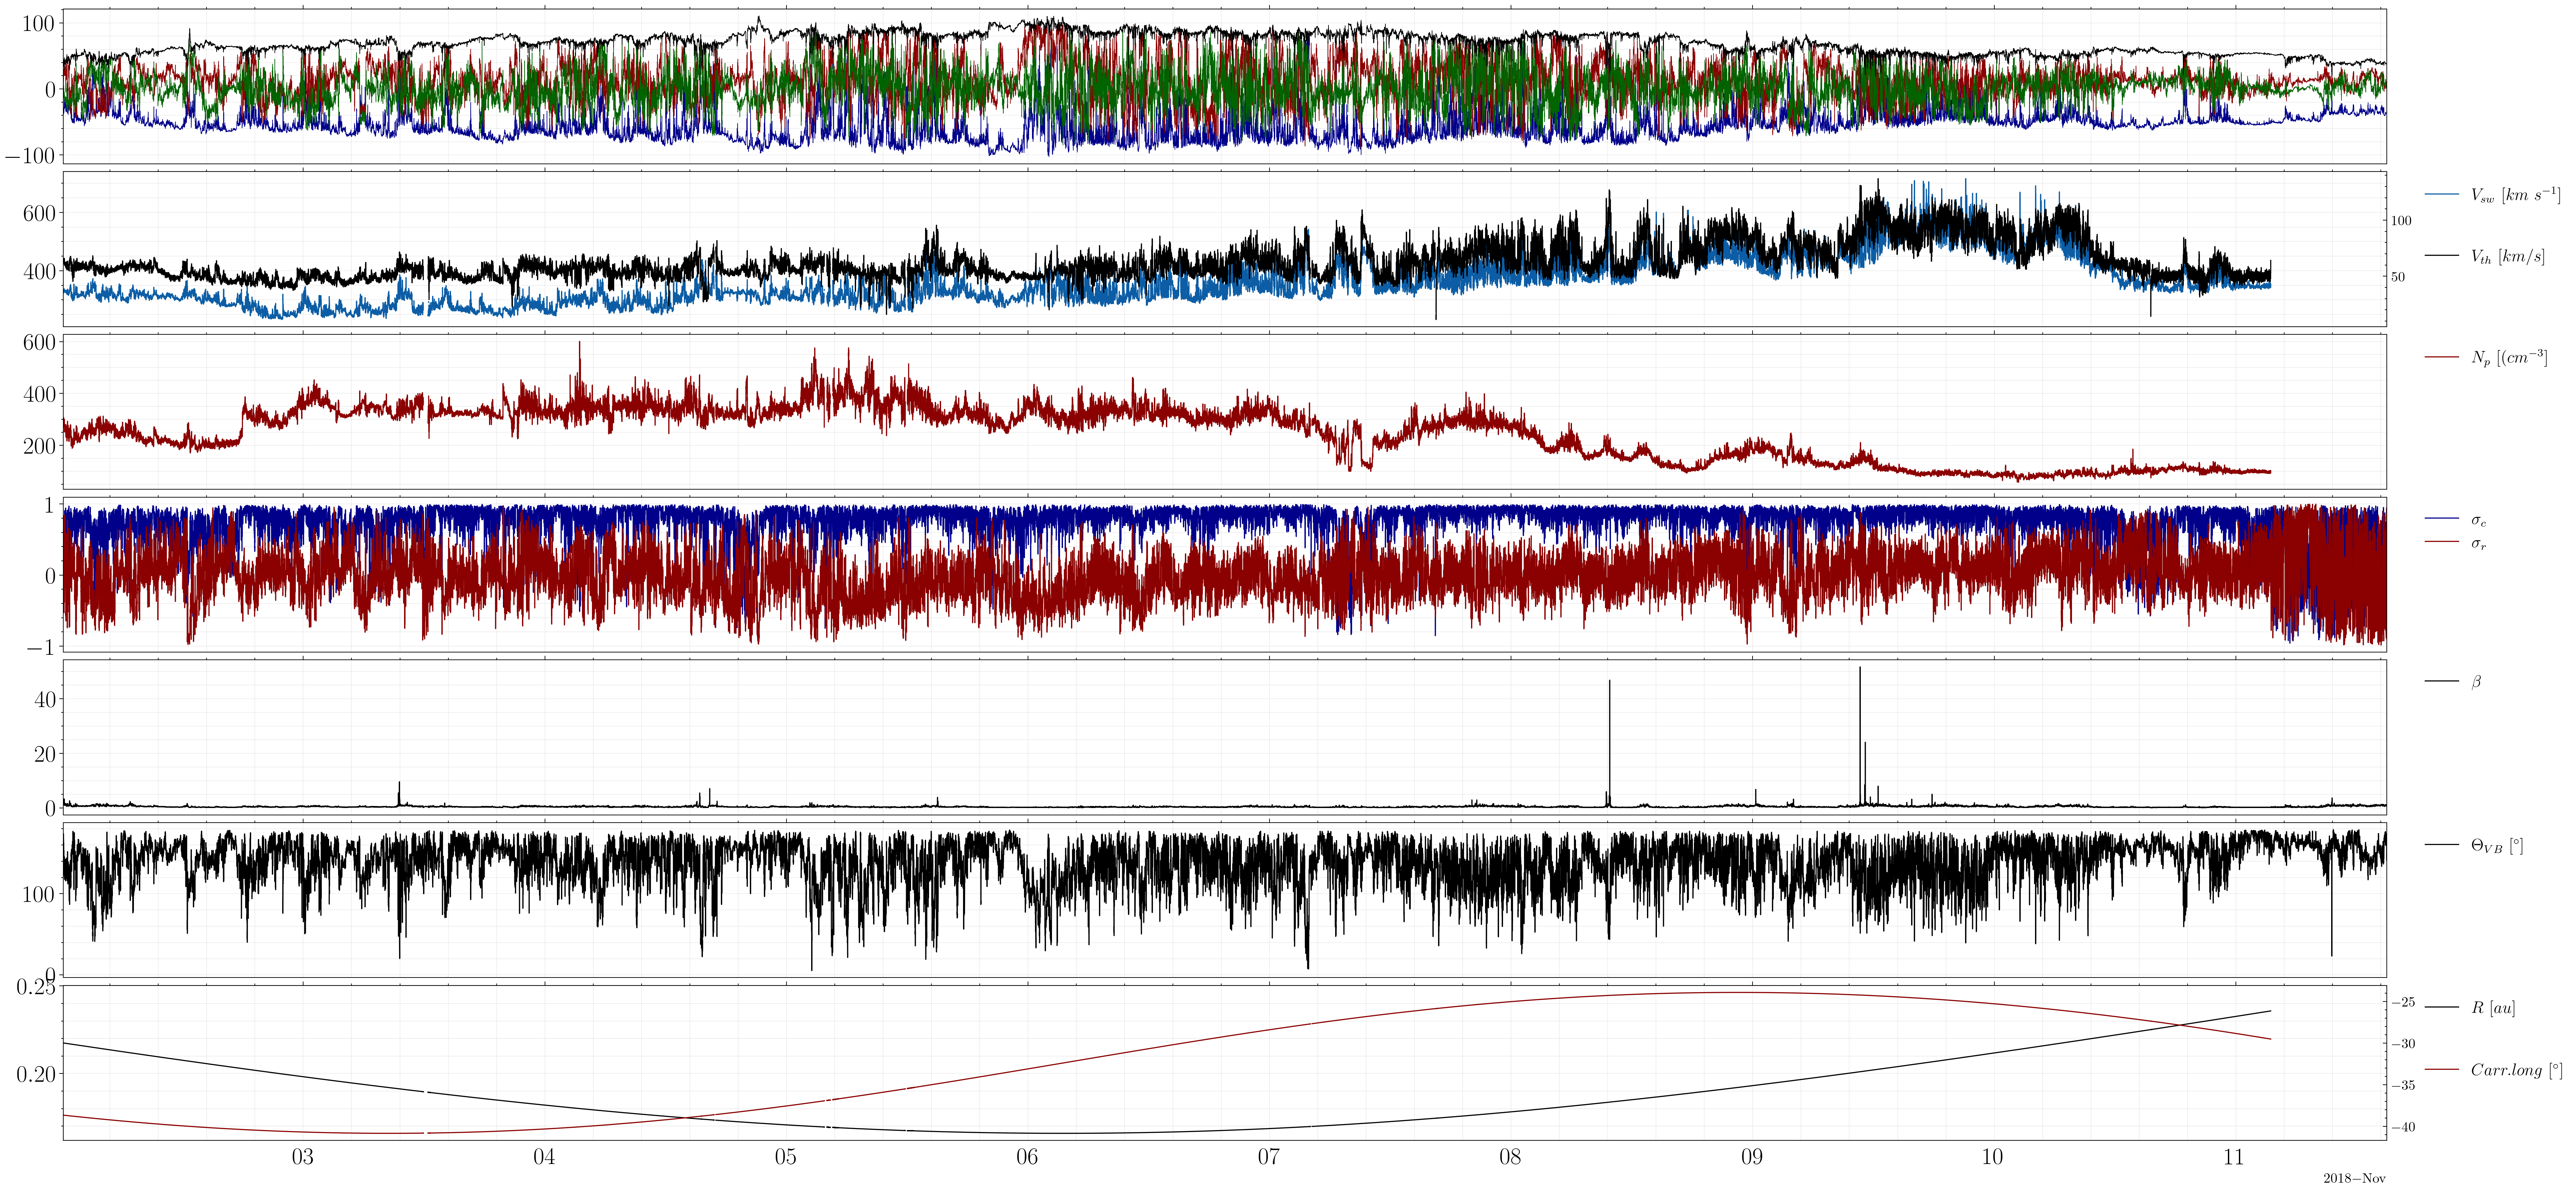 100
0
−100
600
400
100
50
V_sw [km s⁻¹]
V_th [km/s]
600
400
200
N_p [(cm⁻³]
1
0
−1
σ_c
σ_r
40
20
0
β
100
0
Θ_VB [°]
0.25
0.20
−25
−30
−35
−40
R [au]
Carr.long [°]
03 04 05 06 07 08 09 10 11
2018−Nov